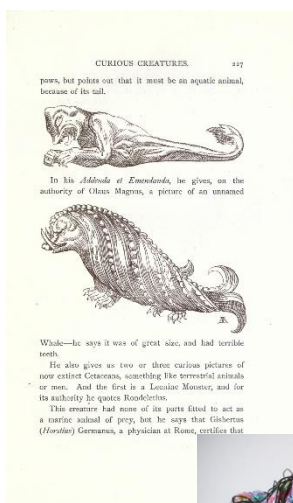 CURIOUS CREATURES. 227
paws, but points out that it must be an aquatic animal,
because of its tail.
In his Addenda et Emendanda, he gives, on the
authority of Olaus Magnus, a picture of an unnamed
Whale—he says it was of great size, and had terrible
teeth.
He also gives us two or three curious pictures of
now extinct Cetaceans, something like terrestrial animals
or men. And the first is a Leonine Monster, and for
its authority he quotes Rondeletius.
This creature had none of its parts fitted to act as
a marine animal of prey, but he says that Gisbertus
(Horstius) Germanus, a physician at Rome, certifies that